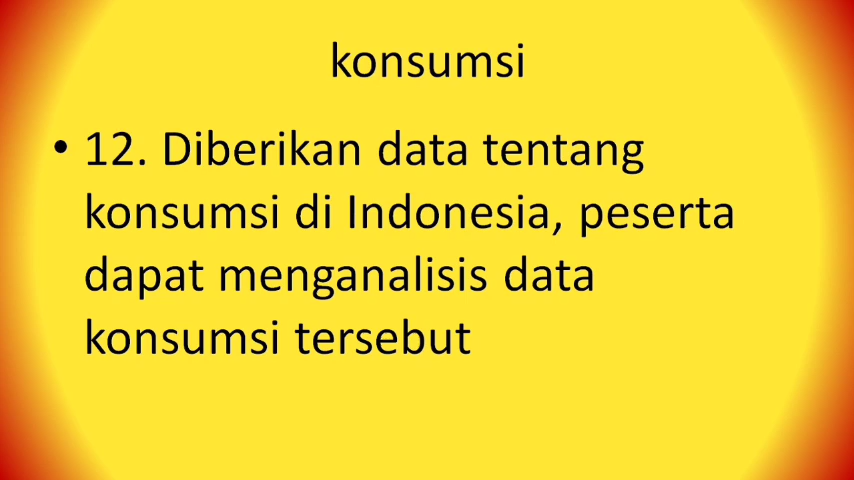 konsumsi
• 12. Diberikan data tentang
konsumsi di Indonesia, peserta
dapat menganalisis data
konsumsi tersebut